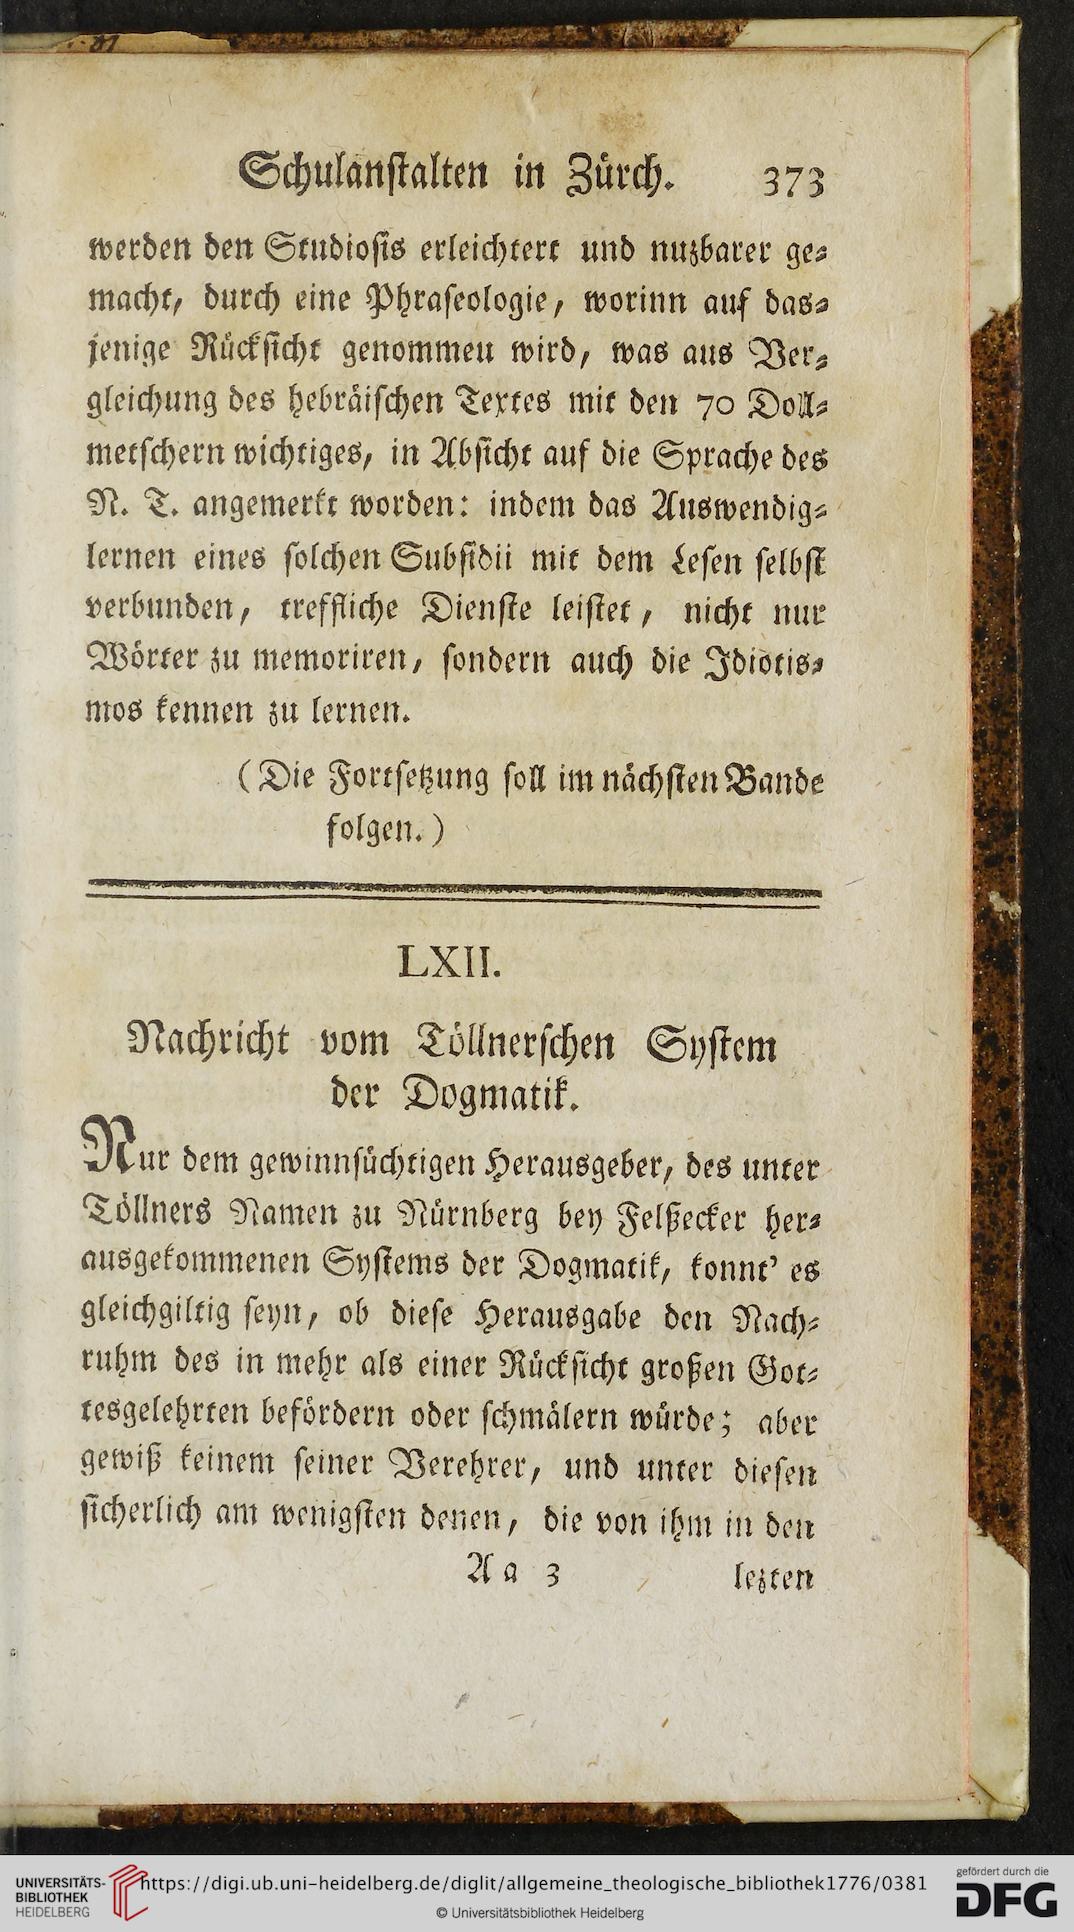 Schulanſtalten in Zürch. 373
werden den Studioſis erleichtert und nuzbarer ge⸗
macht, durch eine Phraſeologie, worinn auf das⸗
jenige Rückſicht genommeu wird, was aus Ver⸗
gleichung des hebräiſchen Textes mit den 70 Doll⸗
metſchern wichtiges, in Abſicht auf die Sprache des
N. T. angemerkt worden: indem das Auswendig⸗
lernen eines ſolchen Subſidii mit dem Leſen ſelbſt
verbunden, treffliche Dienſte leiſtet, nicht nur
Wörter zu memoriren, ſondern auch die Idiotis⸗
mos kennen zu lernen.
(Die Fortſetzung ſoll im nächſten Bande
folgen.)
LXII.
Nachricht vom Töllnerſchen Syſtem
der Dogmatik.
Nur dem gewinnſüchtigen Herausgeber, des unter
Töllners Namen zu Nürnberg bey Felßecker her⸗
ausgekommenen Syſtems der Dogmatik, konnt' es
gleichgiltig ſeyn, ob dieſe Herausgabe den Nach⸗
ruhm des in mehr als einer Rückſicht großen Got⸗
tesgelehrten befördern oder ſchmälern würde; aber
gewiß keinem ſeiner Verehrer, und unter dieſen
ſicherlich am wenigſten denen, die von ihm in den
A a 3 lezten
UNIVERSITÄTS-
BIBLIOTHEK
HEIDELBERG
https://digi.ub.uni-heidelberg.de/diglit/allgemeine_theologische_bibliothek1776/0381
© Universitätsbibliothek Heidelberg
gefördert durch die
DFG